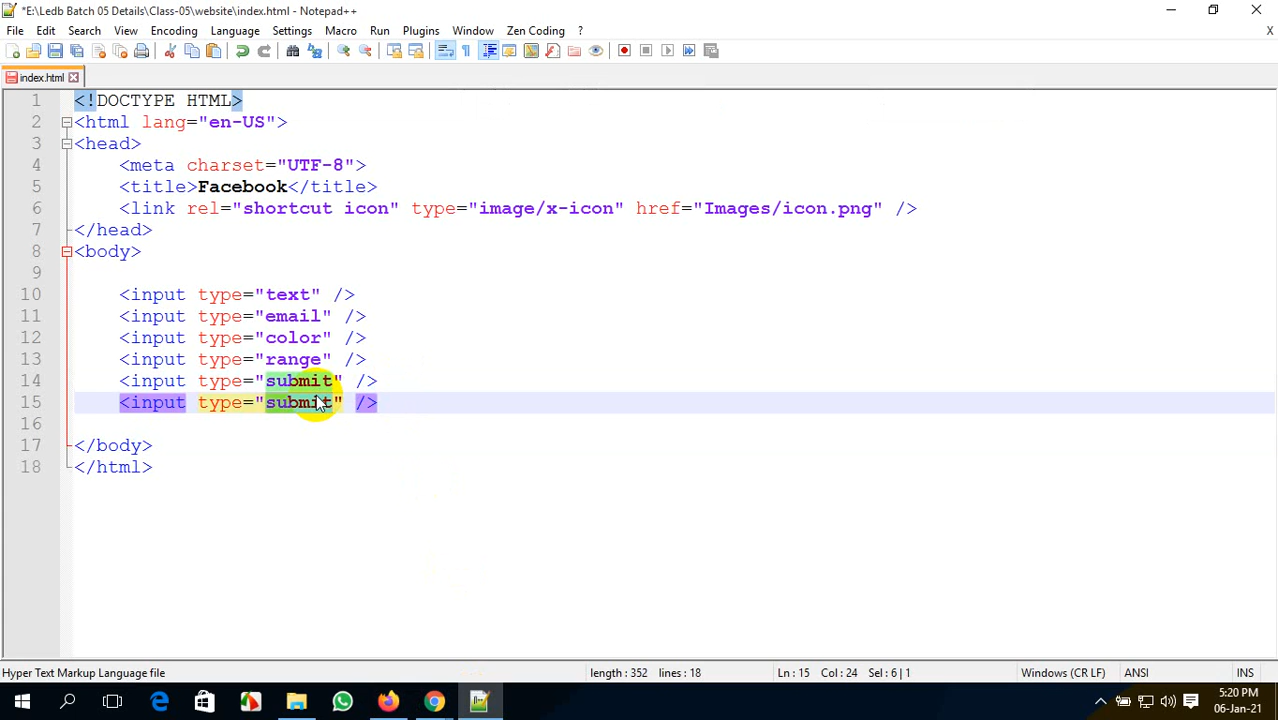 *E:\Ledb Batch 05 Details\Class-05\website\index.html - Notepad++
File Edit Search View Encoding Language Settings Macro Run Plugins Window Zen Coding ? X
index.html
1 <!DOCTYPE HTML>
2 <html lang="en-US">
3 <head>
4 <meta charset="UTF-8">
5 <title>Facebook</title>
6 <link rel="shortcut icon" type="image/x-icon" href="Images/icon.png" />
7 </head>
8 <body>
9
10 <input type="text" />
11 <input type="email" />
12 <input type="color" />
13 <input type="range" />
14 <input type="submit" />
15 <input type="submit" />
16
17 </body>
18 </html>
Hyper Text Markup Language file length : 352 lines : 18 Ln : 15 Col : 24 Sel : 6 | 1 Windows (CR LF) ANSI INS
5:20 PM
06-Jan-21